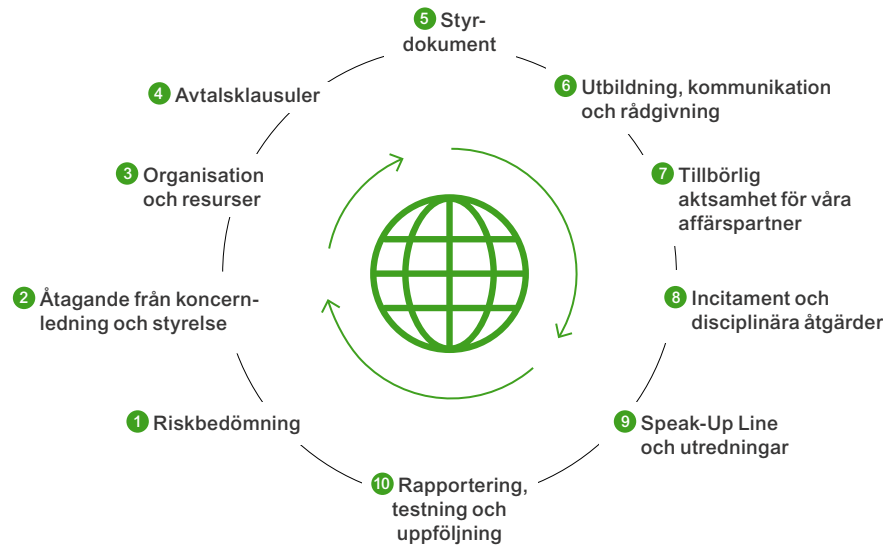 5 Styr-
dokument
6 Utbildning, kommunikation
och rådgivning
4 Avtalsklausuler
3 Organisation
och resurser
7 Tillbörlig
aktsamhet för våra
affärspartner
2 Åtagande från koncern-
ledning och styrelse
8 Incitament och
disciplinära åtgärder
1 Riskbedömning
9 Speak-Up Line
och utredningar
10 Rapportering,
testning och
uppföljning